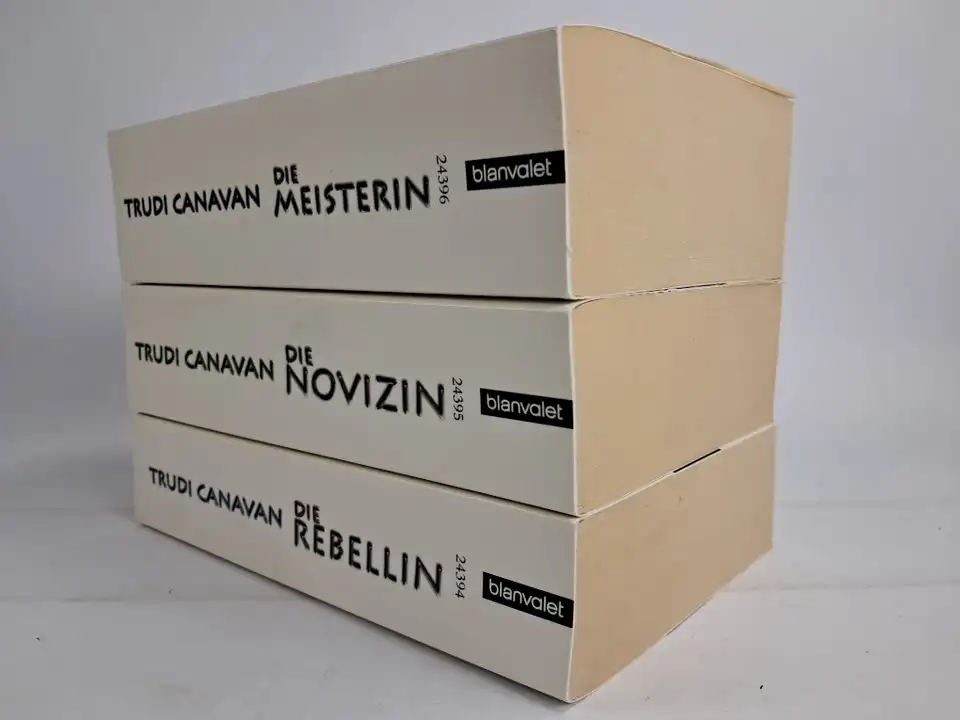 TRUDI CANAVAN DIE MEISTERIN 24396 blanvalet
TRUDI CANAVAN DIE NOVIZIN 24395 blanvalet
TRUDI CANAVAN DIE REBELLIN 24394 blanvalet